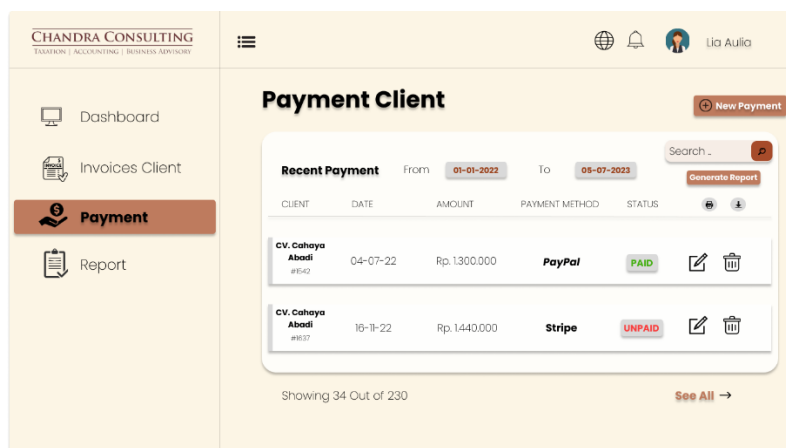 CHANDRA CONSULTING
TAXATION | ACCOUNTING | BUSINESS ADVISORY
Lia Aulia
Dashboard
Invoices Client
Payment
Report
Payment Client
New Payment
Search ..
Recent Payment From 01-01-2022 To 05-07-2023
Generate Report
CLIENT DATE AMOUNT PAYMENT METHOD STATUS
CV. Cahaya
Abadi
#1542
04-07-22 Rp. 1.300.000 PayPal PAID
CV. Cahaya
Abadi
#1637
16-11-22 Rp. 1.440.000 Stripe UNPAID
Showing 34 Out of 230
See All →
INVOICE